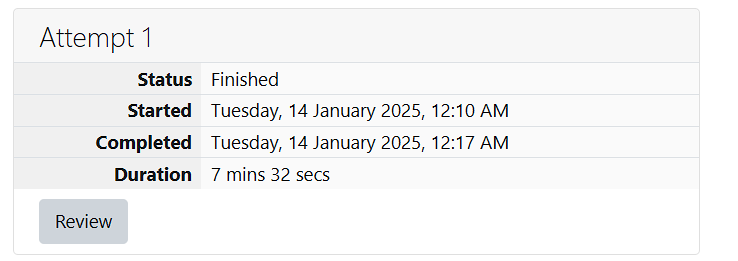 Attempt 1
Status Finished
Started Tuesday, 14 January 2025, 12:10 AM
Completed Tuesday, 14 January 2025, 12:17 AM
Duration 7 mins 32 secs
Review